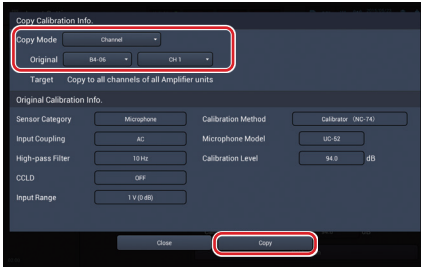 Copy Calibration Info.
Copy Mode Channel
Original B4-06 CH 1
Target Copy to all channels of all Amplifier units
Original Calibration Info.
Sensor Category Microphone Calibration Method Calibrator (NC-74)
Input Coupling AC Microphone Model UC-52
High-pass Filter 10 Hz Calibration Level 94.0 dB
CCLD OFF
Input Range 1 V (0 dB)
Close Copy